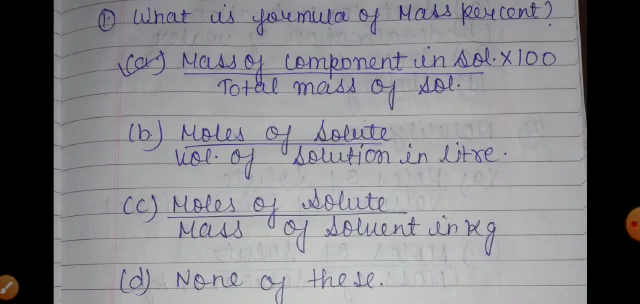 ① What is formula of Mass percent?
(a) Mass of component in sol. × 100
Total mass of sol.
(b) Moles of solute
Vol. of solution in litre.
(c) Moles of solute
Mass of solvent in kg
(d) None of these.